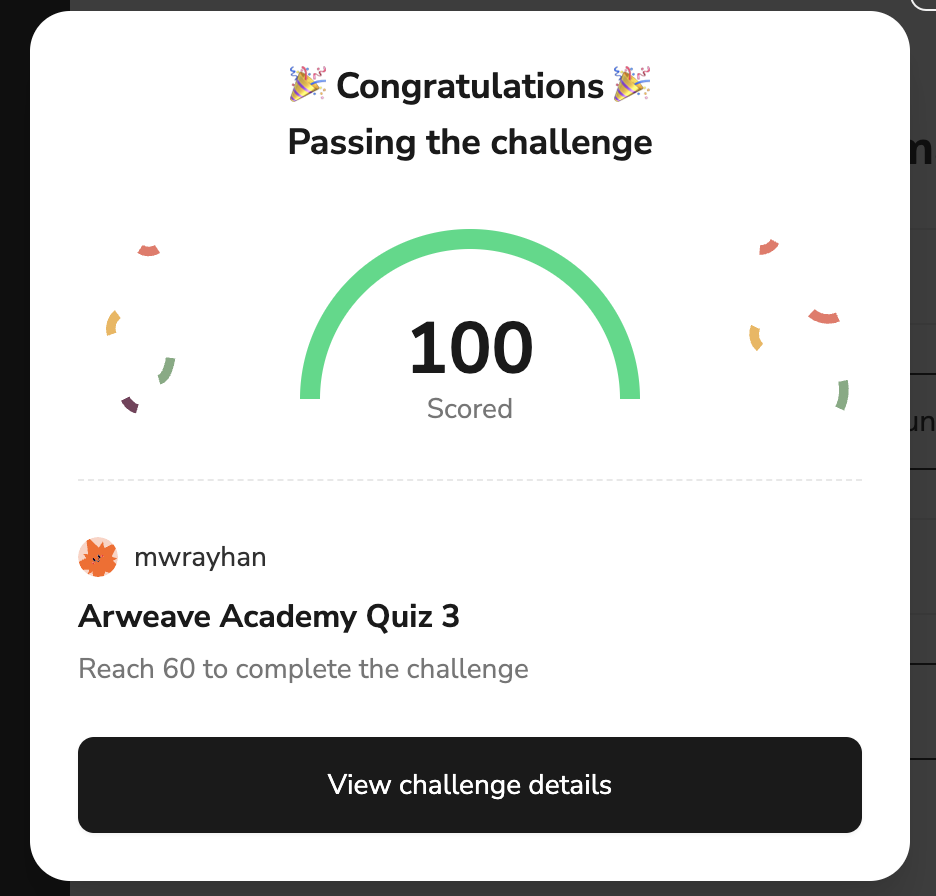 🎉 Congratulations 🎉
Passing the challenge
100
Scored
mwrayhan
Arweave Academy Quiz 3
Reach 60 to complete the challenge
View challenge details